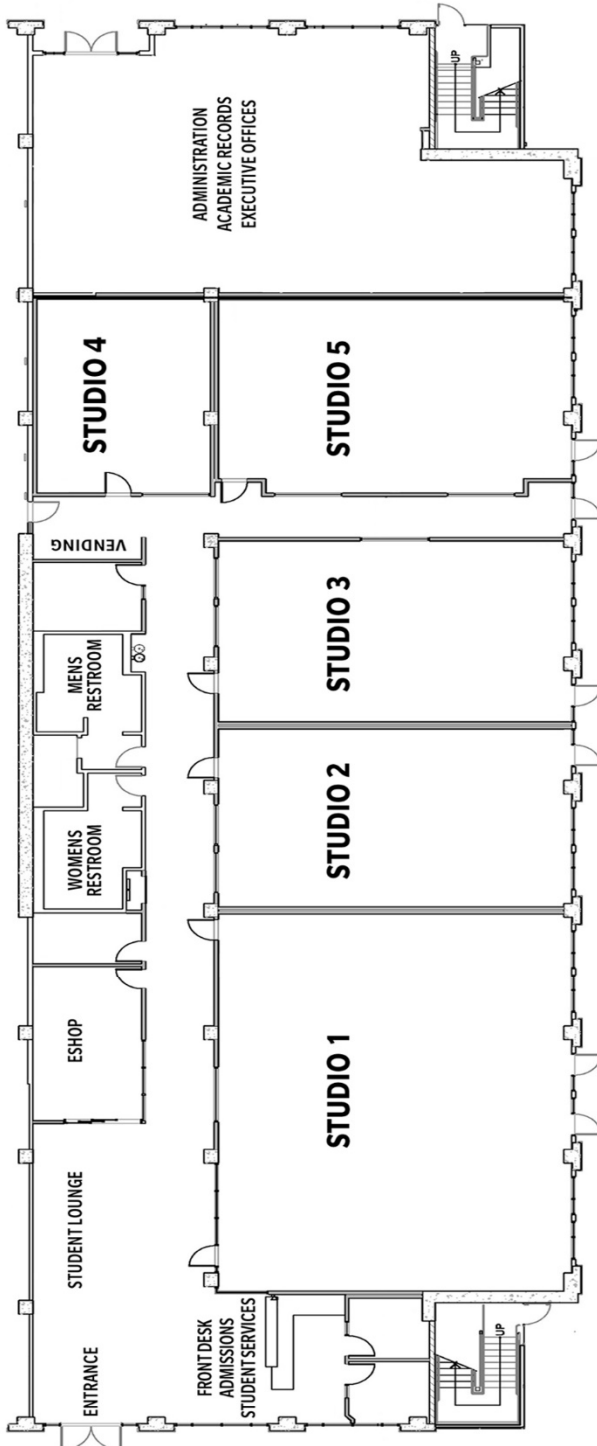 ENTRANCE
STUDENT LOUNGE
ESHOP
WOMENS
RESTROOM
MENS
RESTROOM
VENDING
FRONT DESK
ADMISSIONS
STUDENT SERVICES
STUDIO 1
STUDIO 2
STUDIO 3
STUDIO 4
STUDIO 5
ADMINISTRATION
ACADEMIC RECORDS
EXECUTIVE OFFICES
UP
UP